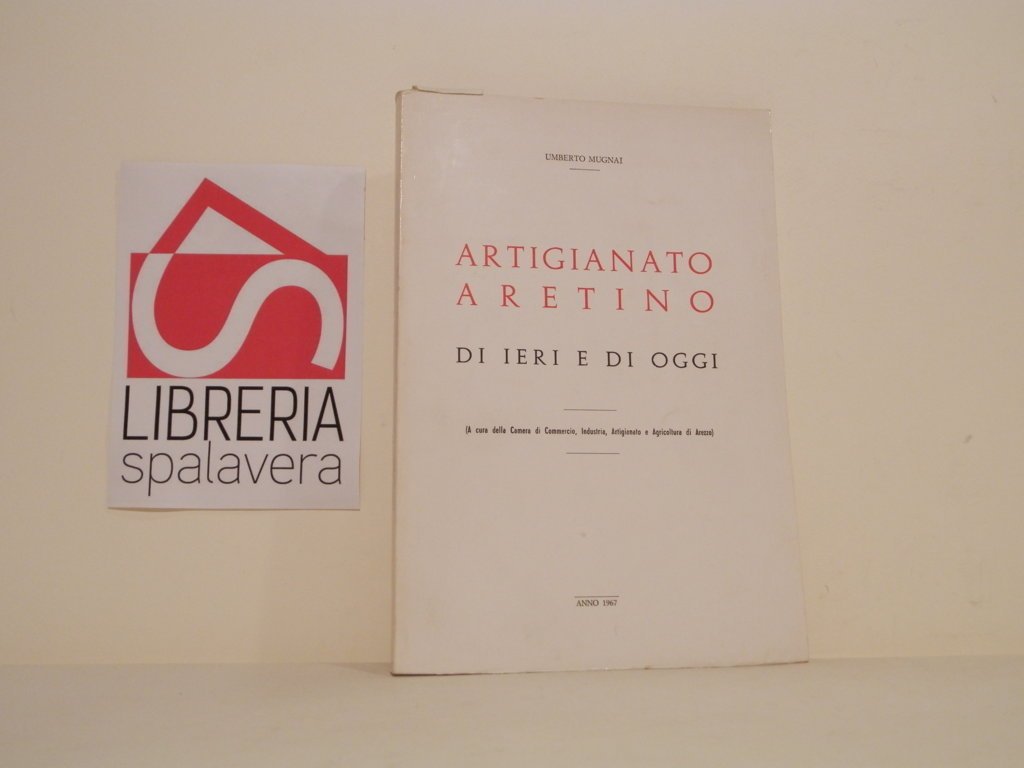 LIBRERIA
spalavera
UMBERTO MUGNAI
ARTIGIANATO
ARETINO
DI IERI E DI OGGI
(A cura della Camera di Commercio, Industria, Artigianato e Agricoltura di Arezzo)
ANNO 1967